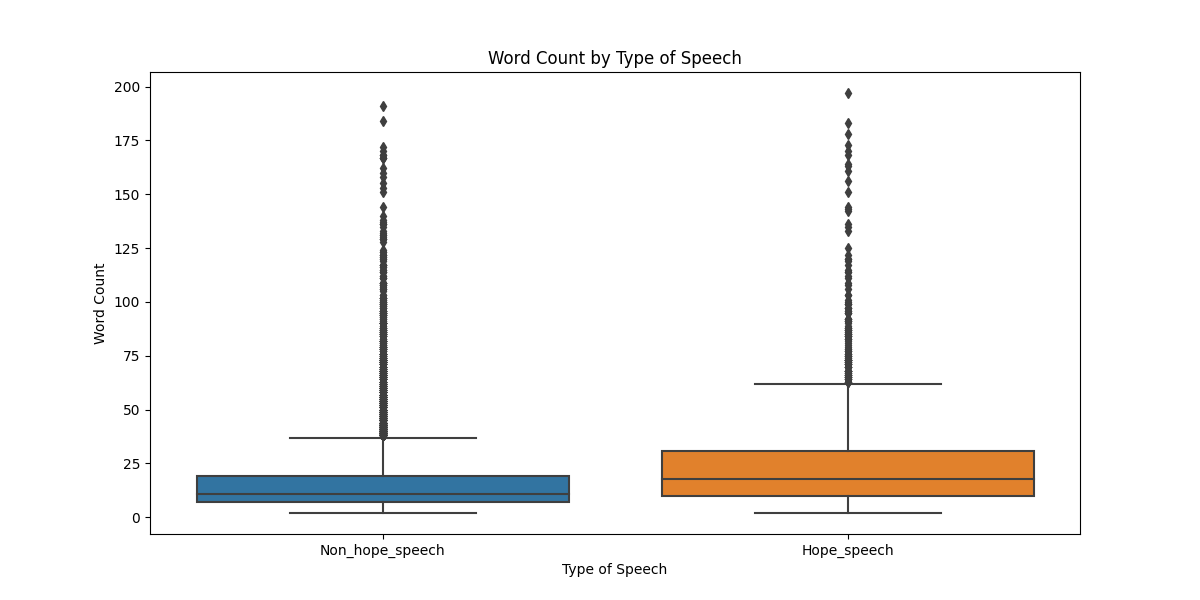 Word Count by Type of Speech
200
175
150
125
100
75
50
25
0
Word Count
Non_hope_speech
Hope_speech
Type of Speech